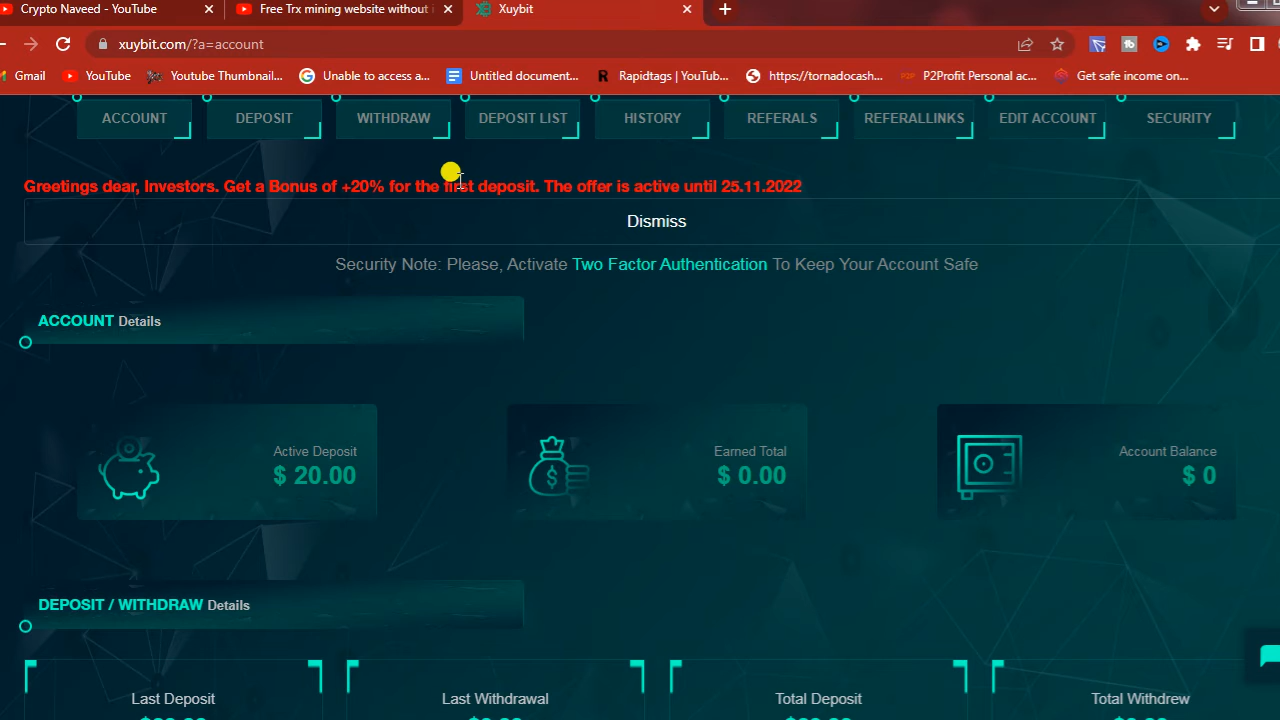 Crypto Naveed - YouTube
Free Trx mining website without i
Xuybit
xuybit.com/?a=account
Gmail
YouTube
Youtube Thumbnail...
Unable to access a...
Untitled document...
Rapidtags | YouTub...
https://tornadocash...
P2Profit Personal ac...
Get safe income on...
ACCOUNT
DEPOSIT
WITHDRAW
DEPOSIT LIST
HISTORY
REFERALS
REFERALLINKS
EDIT ACCOUNT
SECURITY
Greetings dear, Investors. Get a Bonus of +20% for the first deposit. The offer is active until 25.11.2022
Dismiss
Security Note: Please, Activate Two Factor Authentication To Keep Your Account Safe
ACCOUNT Details
Active Deposit
$ 20.00
Earned Total
$ 0.00
Account Balance
$ 0
DEPOSIT / WITHDRAW Details
Last Deposit
Last Withdrawal
Total Deposit
Total Withdrew